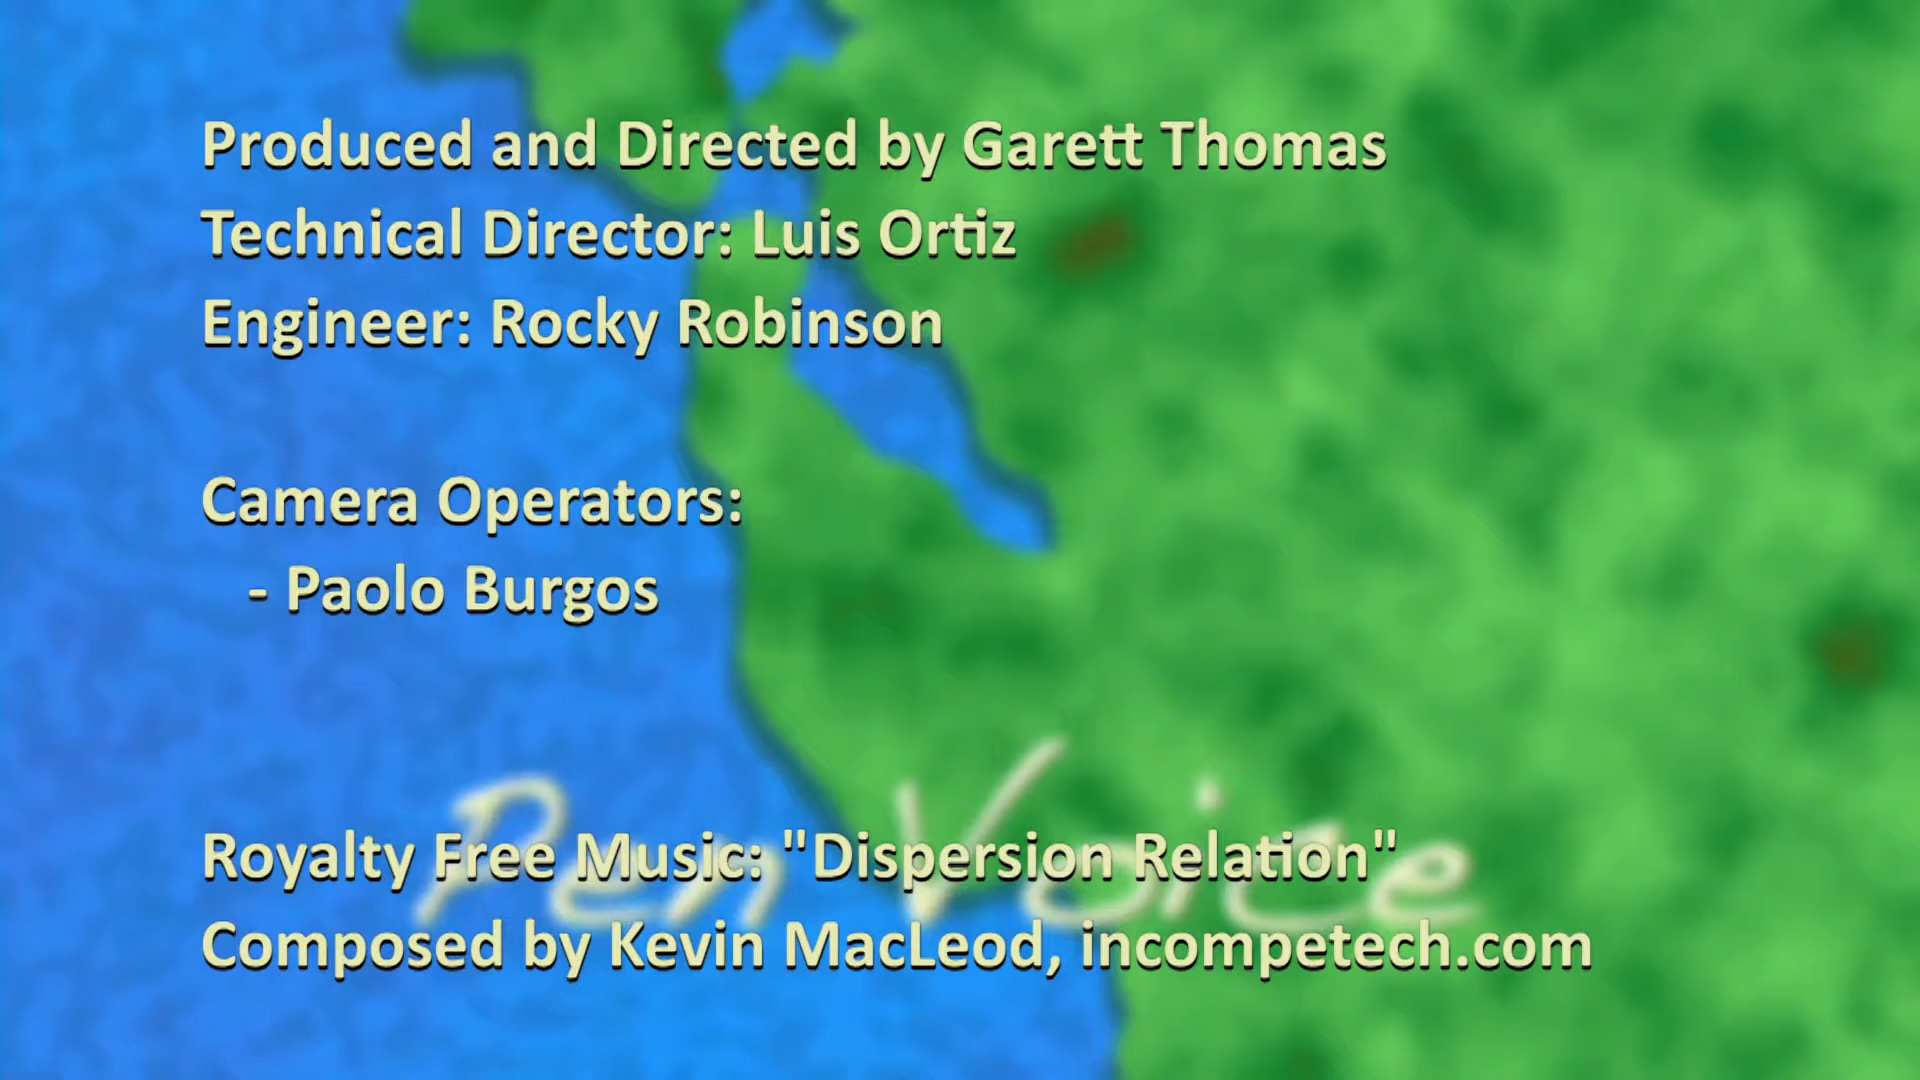 Produced and Directed by Garett Thomas
Technical Director: Luis Ortiz
Engineer: Rocky Robinson
Camera Operators:
- Paolo Burgos
Pen Voice
Royalty Free Music: "Dispersion Relation"
Composed by Kevin MacLeod, incompetech.com